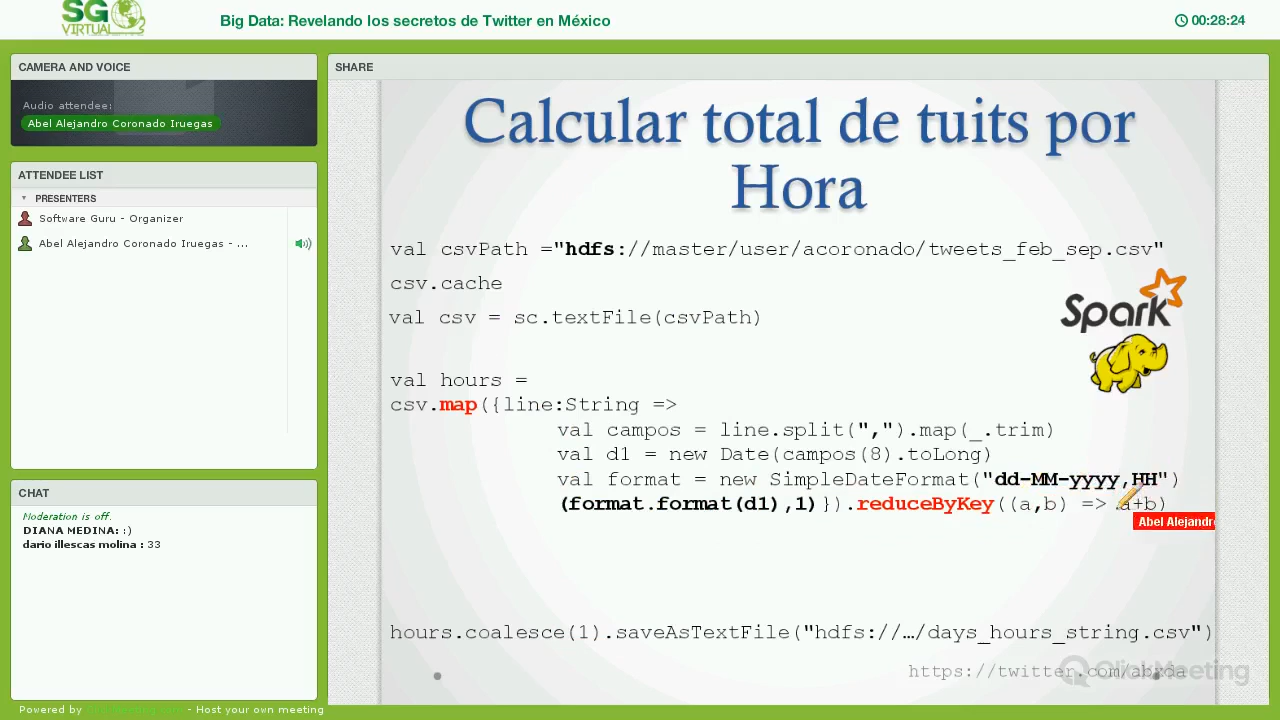 SG
VIRTUAL
Big Data: Revelando los secretos de Twitter en México
00:28:24
CAMERA AND VOICE
Audio attendee:
Abel Alejandro Coronado Iruegas
ATTENDEE LIST
PRESENTERS
Software Guru - Organizer
Abel Alejandro Coronado Iruegas - ...
CHAT
Moderation is off.
DIANA MEDINA: :)
dario illescas molina : 33
SHARE
Calcular total de tuits por
Hora
val csvPath ="hdfs://master/user/acoronado/tweets_feb_sep.csv"
csv.cache
val csv = sc.textFile(csvPath)
Spark
val hours =
csv.map({line:String =>
val campos = line.split(",").map(_.trim)
val d1 = new Date(campos(8).toLong)
val format = new SimpleDateFormat("dd-MM-yyyy,HH")
(format.format(d1),1)}).reduceByKey((a,b) => a+b)
Abel Alejandro
hours.coalesce(1).saveAsTextFile("hdfs://…/days_hours_string.csv")
https://twitter.com/abxda
ClickMeeting
Powered by ClickMeeting.com - Host your own meeting